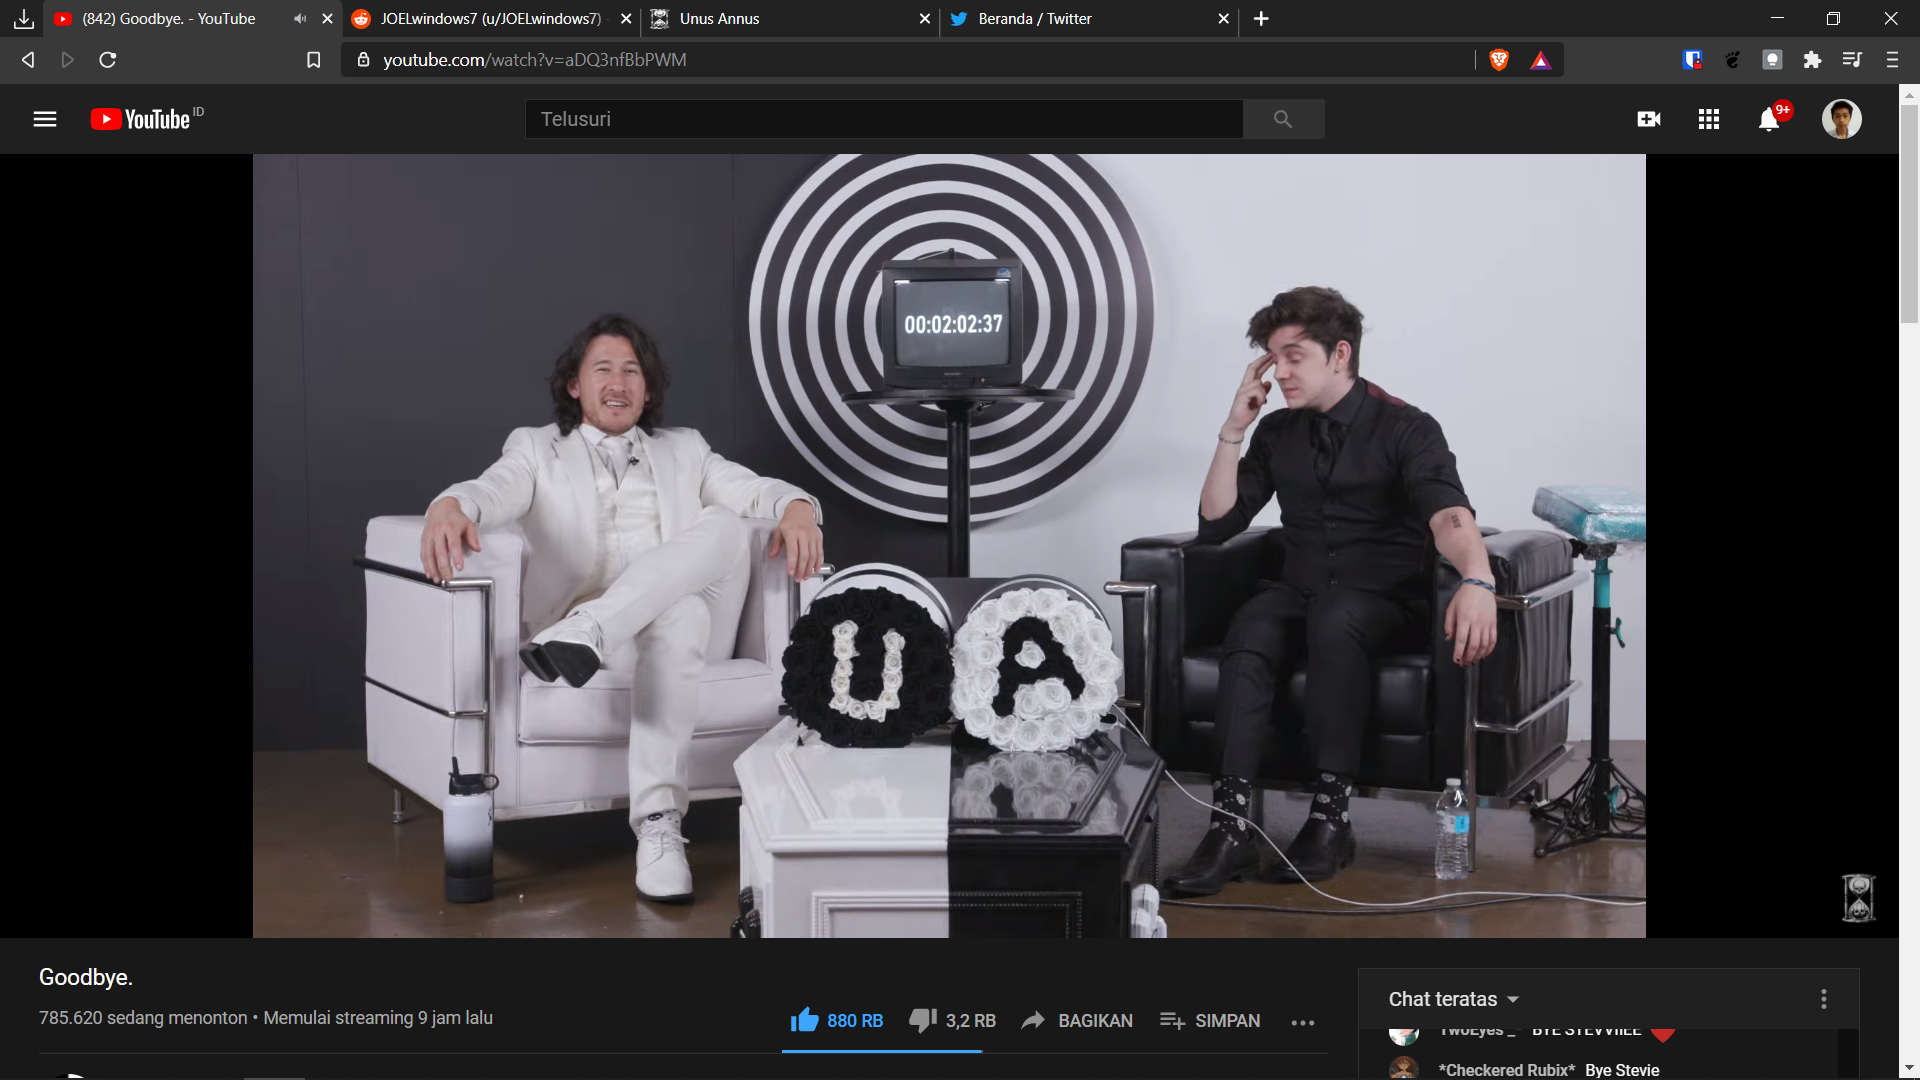 (842) Goodbye. - YouTube
JOELwindows7 (u/JOELwindows7)
Unus Annus
Beranda / Twitter
youtube.com/watch?v=aDQ3nfBbPWM
YouTube ID
Telusuri
9+
00:02:02:37
U A
Goodbye.
785.620 sedang menonton • Memulai streaming 9 jam lalu
880 RB
3,2 RB
BAGIKAN
SIMPAN
Chat teratas
TwoEyes_- BYE STEVVIIEE
*Checkered Rubix* Bye Stevie